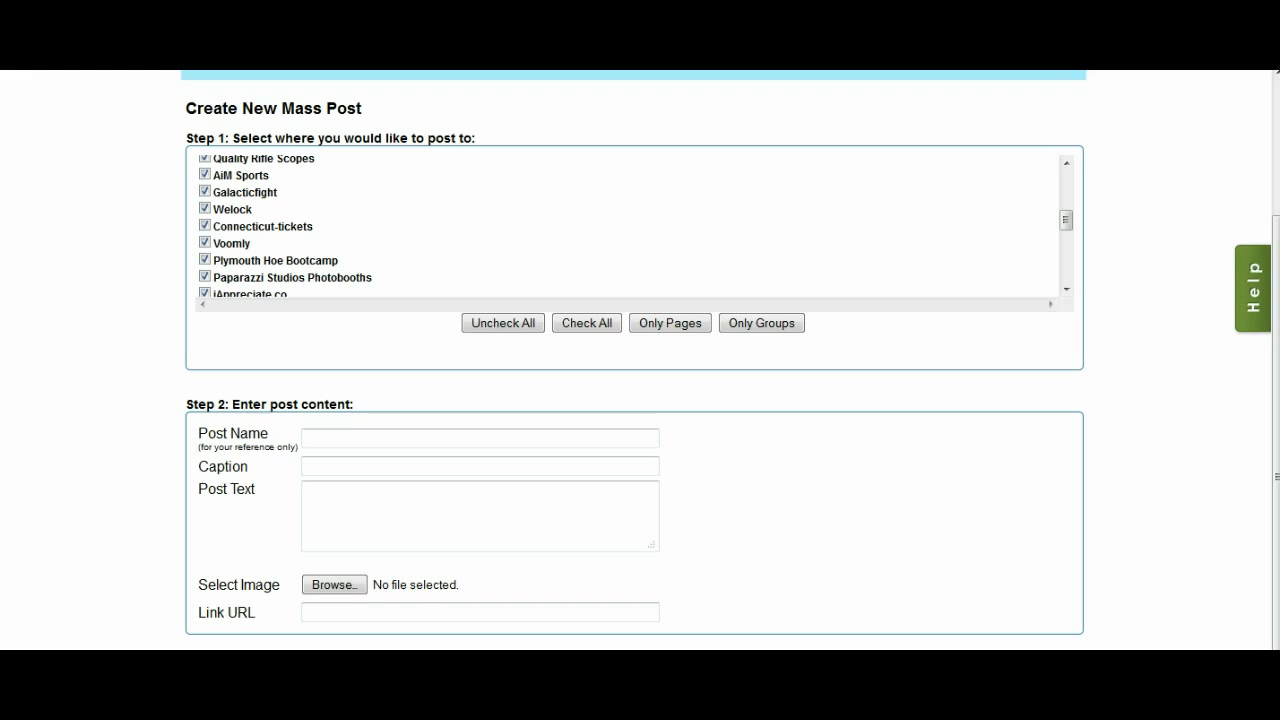 Create New Mass Post
Step 1: Select where you would like to post to:
Quality Rifle Scopes
AiM Sports
Galacticfight
Welock
Connecticut-tickets
Voomly
Plymouth Hoe Bootcamp
Paparazzi Studios Photobooths
iAppreciate.co
Uncheck All Check All Only Pages Only Groups
Help
Step 2: Enter post content:
Post Name
(for your reference only)
Caption
Post Text
Select Image Browse... No file selected.
Link URL